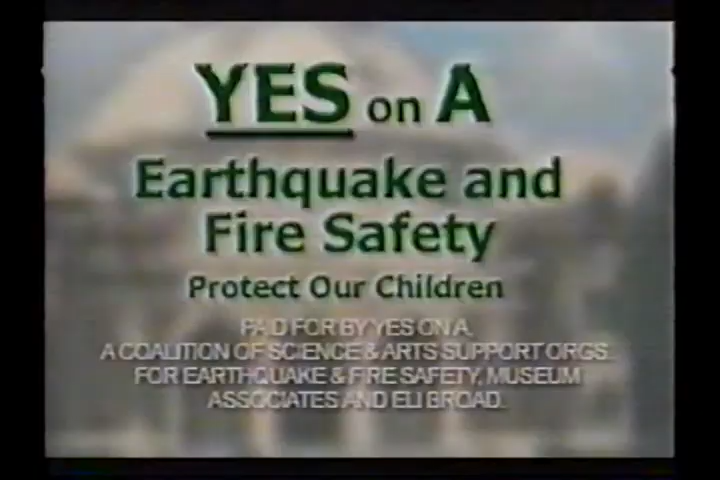 YES on A
Earthquake and
Fire Safety
Protect Our Children
PAID FOR BY YES ON A,
A COALITION OF SCIENCE & ARTS SUPPORT ORGS.
FOR EARTHQUAKE & FIRE SAFETY, MUSEUM
ASSOCIATES AND ELI BROAD.